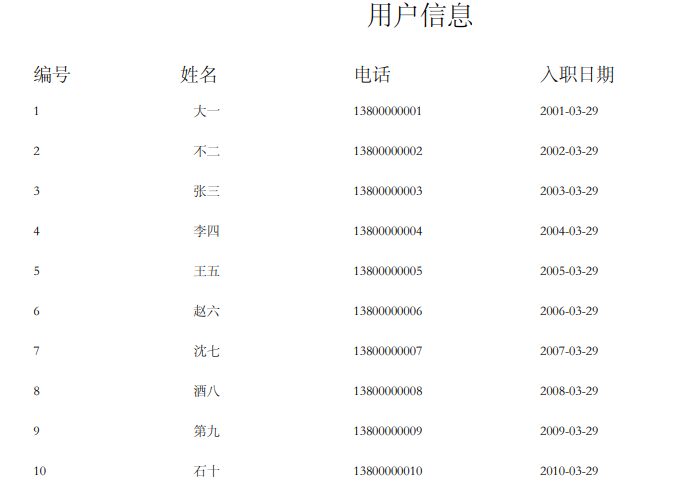 用户信息
编号 姓名 电话 入职日期
1 大一 13800000001 2001-03-29
2 不二 13800000002 2002-03-29
3 张三 13800000003 2003-03-29
4 李四 13800000004 2004-03-29
5 王五 13800000005 2005-03-29
6 赵六 13800000006 2006-03-29
7 沈七 13800000007 2007-03-29
8 酒八 13800000008 2008-03-29
9 第九 13800000009 2009-03-29
10 石十 13800000010 2010-03-29